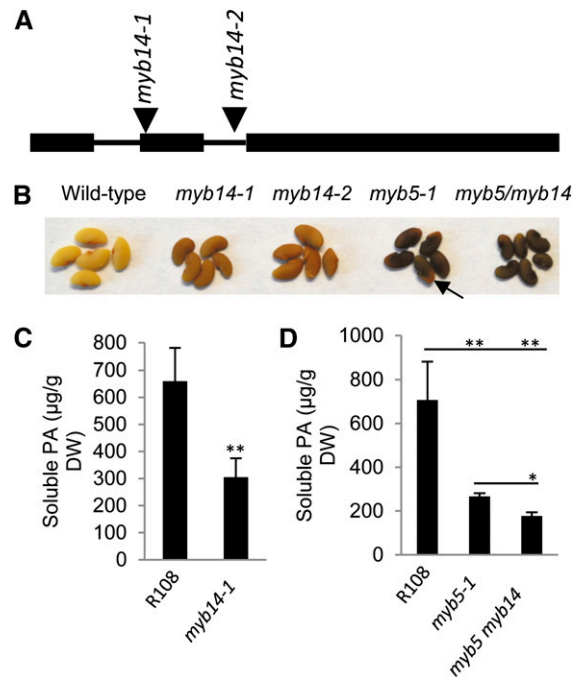 A
myb14-1
myb14-2
B
Wild-type myb14-1 myb14-2 myb5-1 myb5/myb14
C
Soluble PA (µg/g DW)
800
700
600
500
400
300
200
100
0
**
R108
myb14-1
D
Soluble PA (µg/g DW)
1000
800
600
400
200
0
** **
*
R108
myb5-1
myb5 myb14